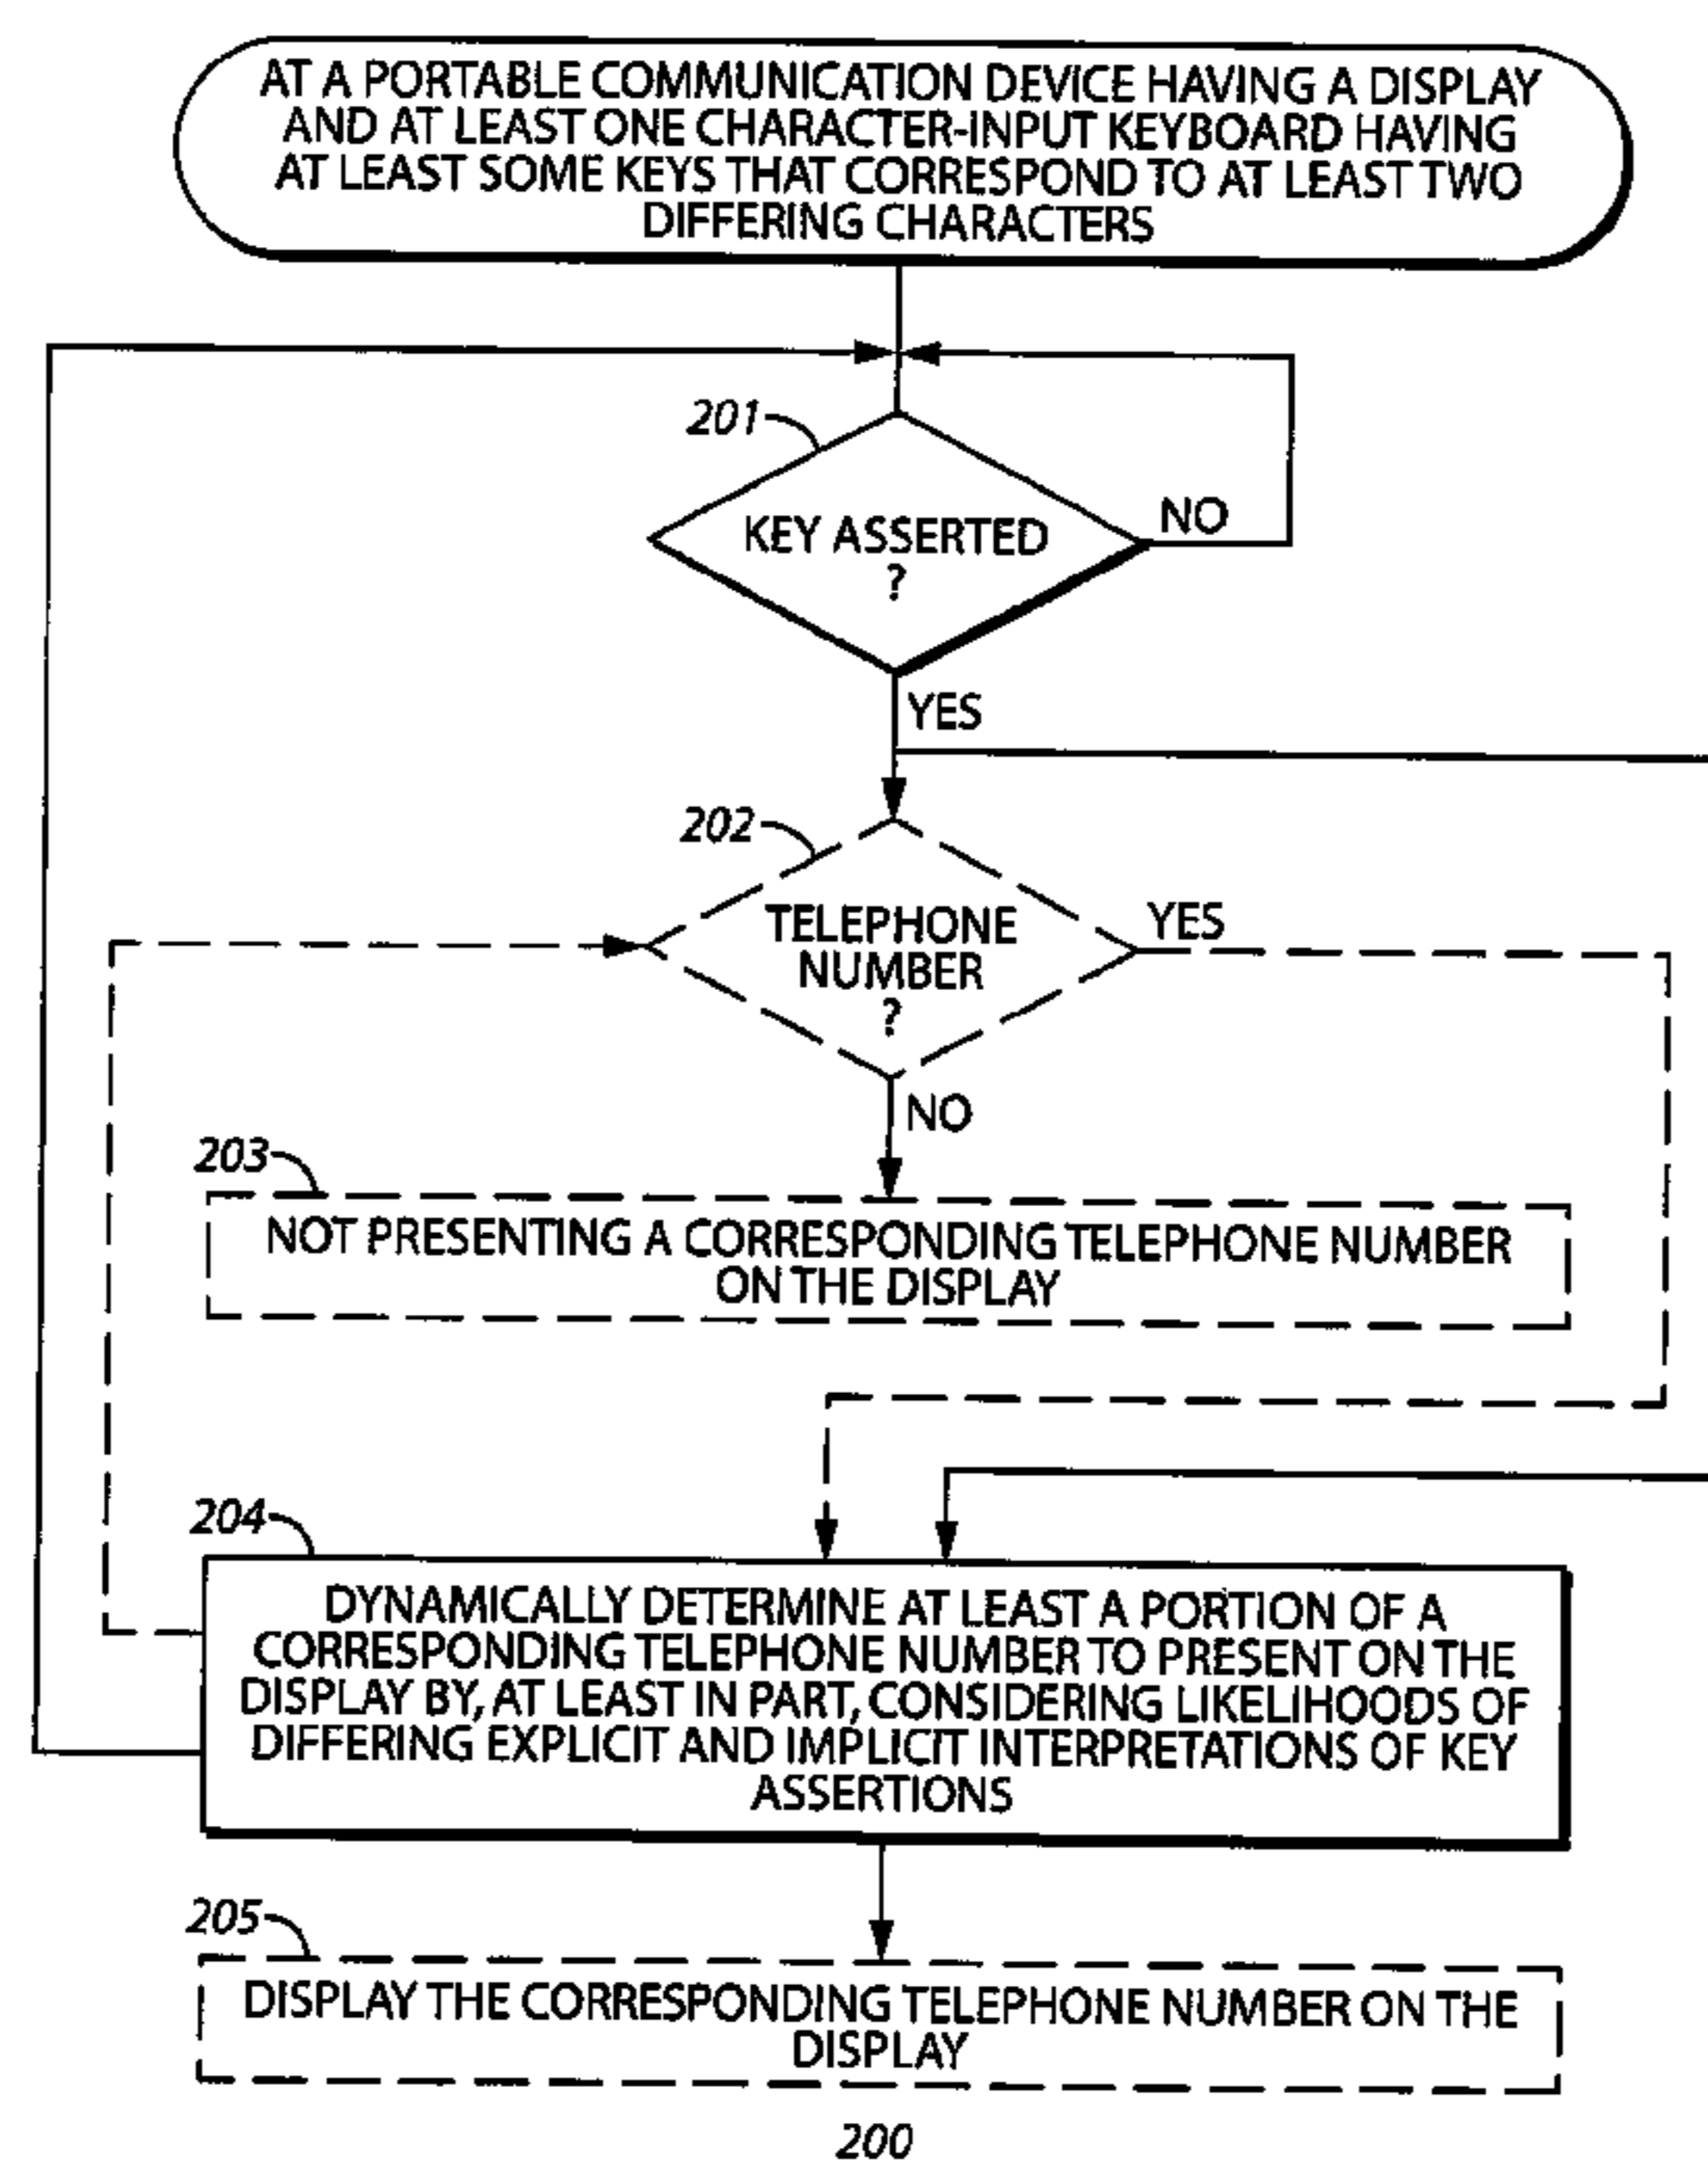 AT A PORTABLE COMMUNICATION DEVICE HAVING A DISPLAY
AND AT LEAST ONE CHARACTER-INPUT KEYBOARD HAVING
AT LEAST SOME KEYS THAT CORRESPOND TO AT LEAST TWO
DIFFERING CHARACTERS
201
KEY ASSERTED
?
NO
YES
202
TELEPHONE
NUMBER
?
YES
NO
203
NOT PRESENTING A CORRESPONDING TELEPHONE NUMBER
ON THE DISPLAY
204
DYNAMICALLY DETERMINE AT LEAST A PORTION OF A
CORRESPONDING TELEPHONE NUMBER TO PRESENT ON THE
DISPLAY BY, AT LEAST IN PART, CONSIDERING LIKELIHOODS OF
DIFFERING EXPLICIT AND IMPLICIT INTERPRETATIONS OF KEY
ASSERTIONS
205
DISPLAY THE CORRESPONDING TELEPHONE NUMBER ON THE
DISPLAY
200